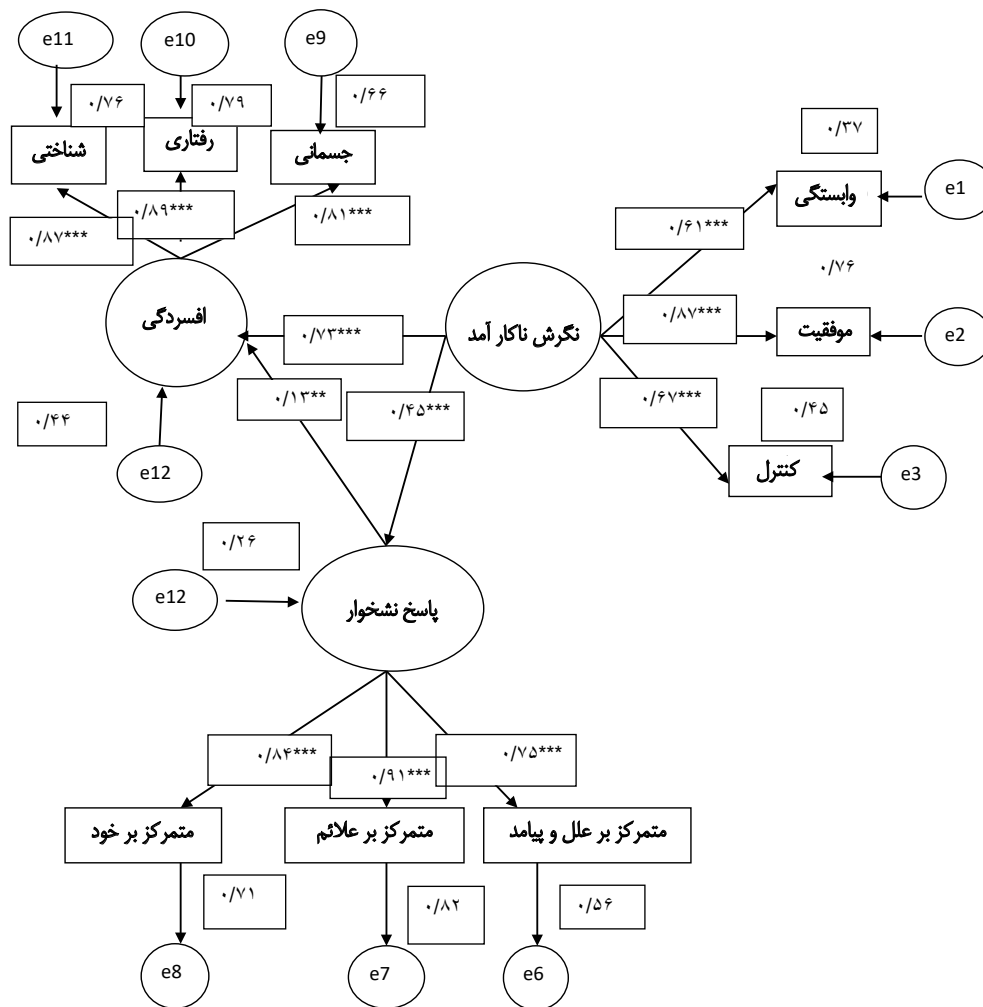 e11
e10
e9
۰/۷۶
۰/۷۹
۰/۶۶
شناختی
رفتاری
جسمانی
۰/۳۷
وابستگی
e1
۰/۸۷***
۰/۸۹***
۰/۸۱***
۰/۶۱***
۰/۷۶
افسردگی
نگرش ناکار آمد
۰/۷۳***
۰/۸۷***
موفقیت
e2
۰/۱۳**
۰/۴۵***
۰/۶۷***
۰/۴۵
۰/۴۴
e12
کنترل
e3
۰/۲۶
e12
پاسخ نشخوار
۰/۸۴***
۰/۹۱***
۰/۷۵***
متمرکز بر خود
متمرکز بر علائم
متمرکز بر علل و پیامد
۰/۷۱
۰/۸۲
۰/۵۶
e8
e7
e6